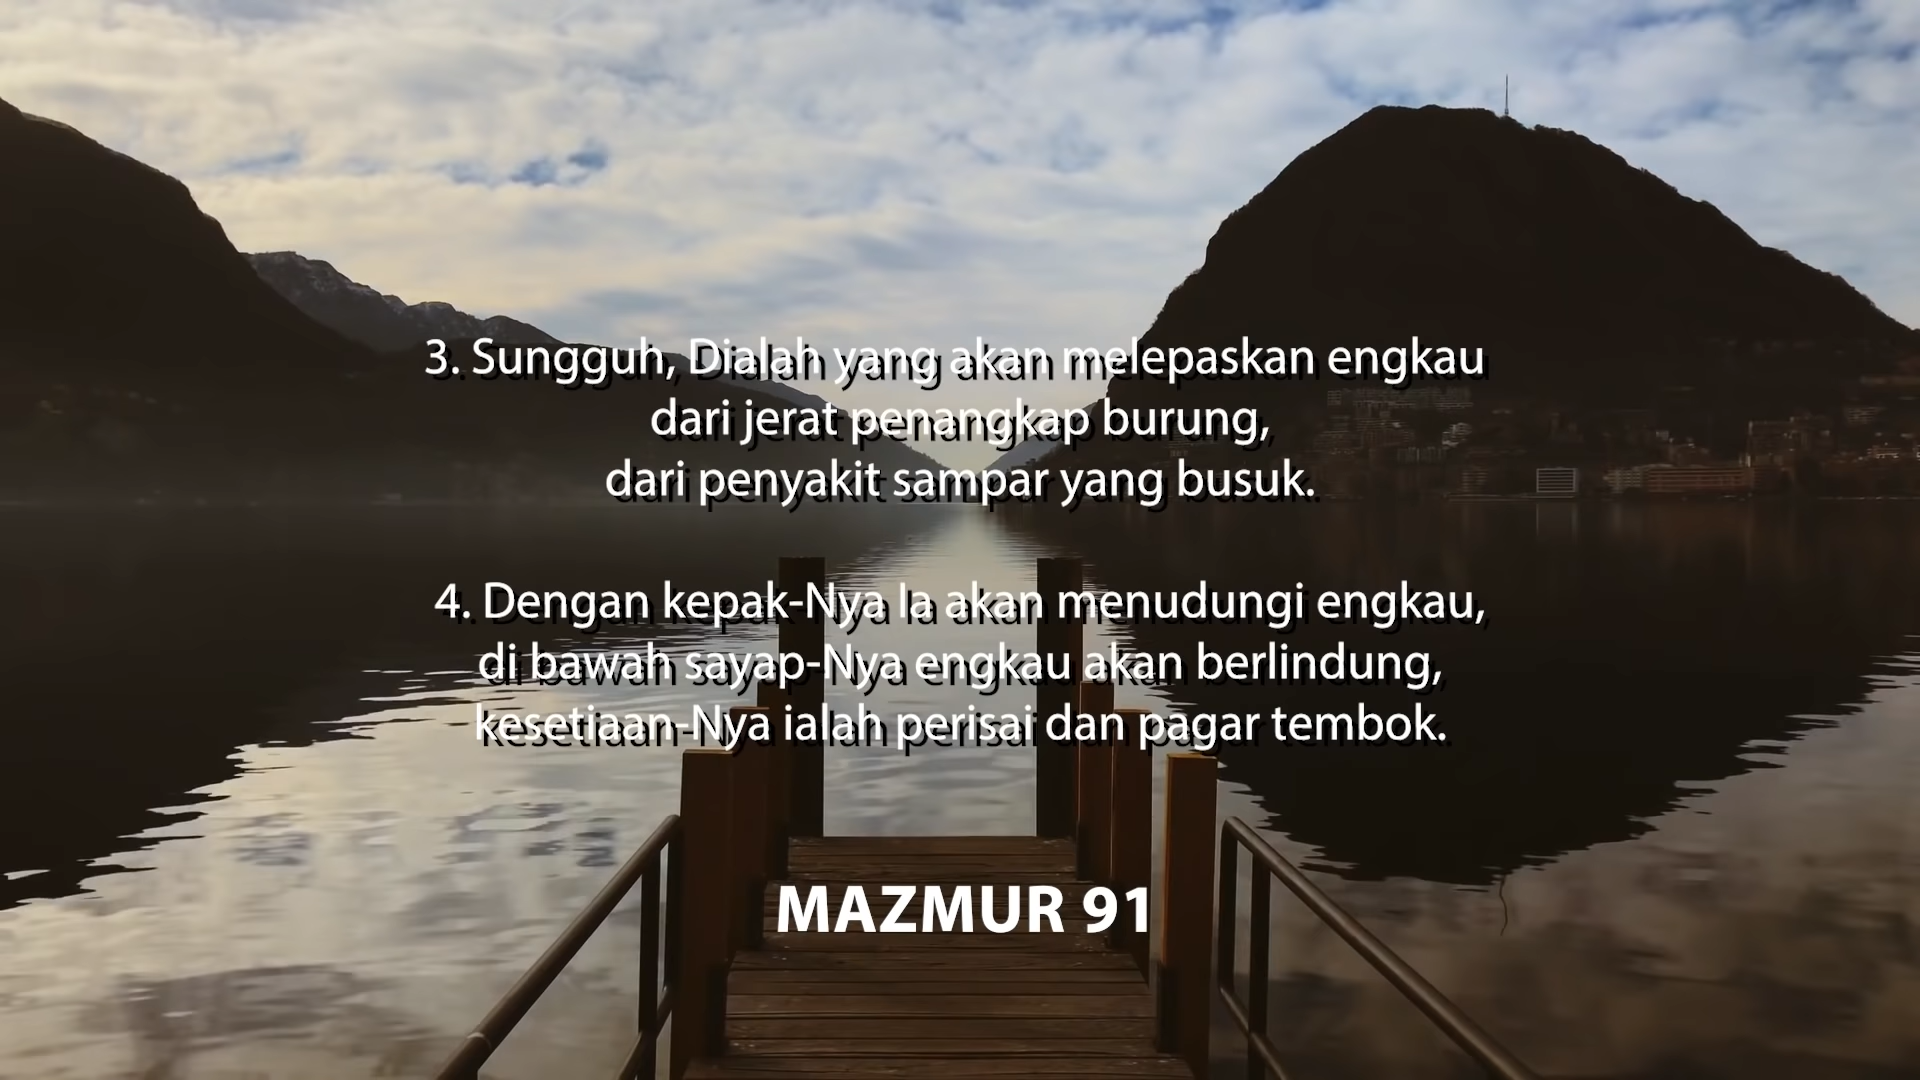 3. Sungguh, Dialah yang akan melepaskan engkau
dari jerat penangkap burung,
dari penyakit sampar yang busuk.
4. Dengan kepak-Nya Ia akan menudungi engkau,
di bawah sayap-Nya engkau akan berlindung,
kesetiaan-Nya ialah perisai dan pagar tembok.
MAZMUR 91